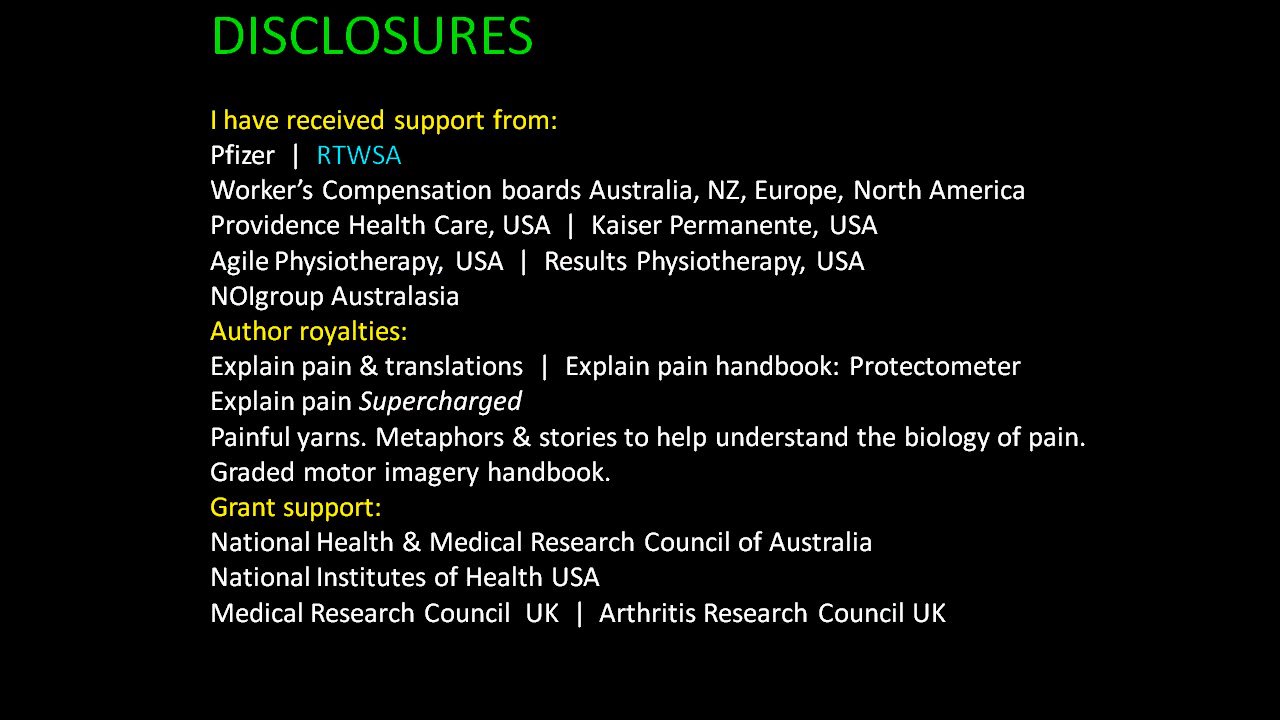 DISCLOSURES
I have received support from:
Pfizer | RTWSA
Worker’s Compensation boards Australia, NZ, Europe, North America
Providence Health Care, USA | Kaiser Permanente, USA
Agile Physiotherapy, USA | Results Physiotherapy, USA
NOIgroup Australasia
Author royalties:
Explain pain & translations | Explain pain handbook: Protectometer
Explain pain Supercharged
Painful yarns. Metaphors & stories to help understand the biology of pain.
Graded motor imagery handbook.
Grant support:
National Health & Medical Research Council of Australia
National Institutes of Health USA
Medical Research Council UK | Arthritis Research Council UK